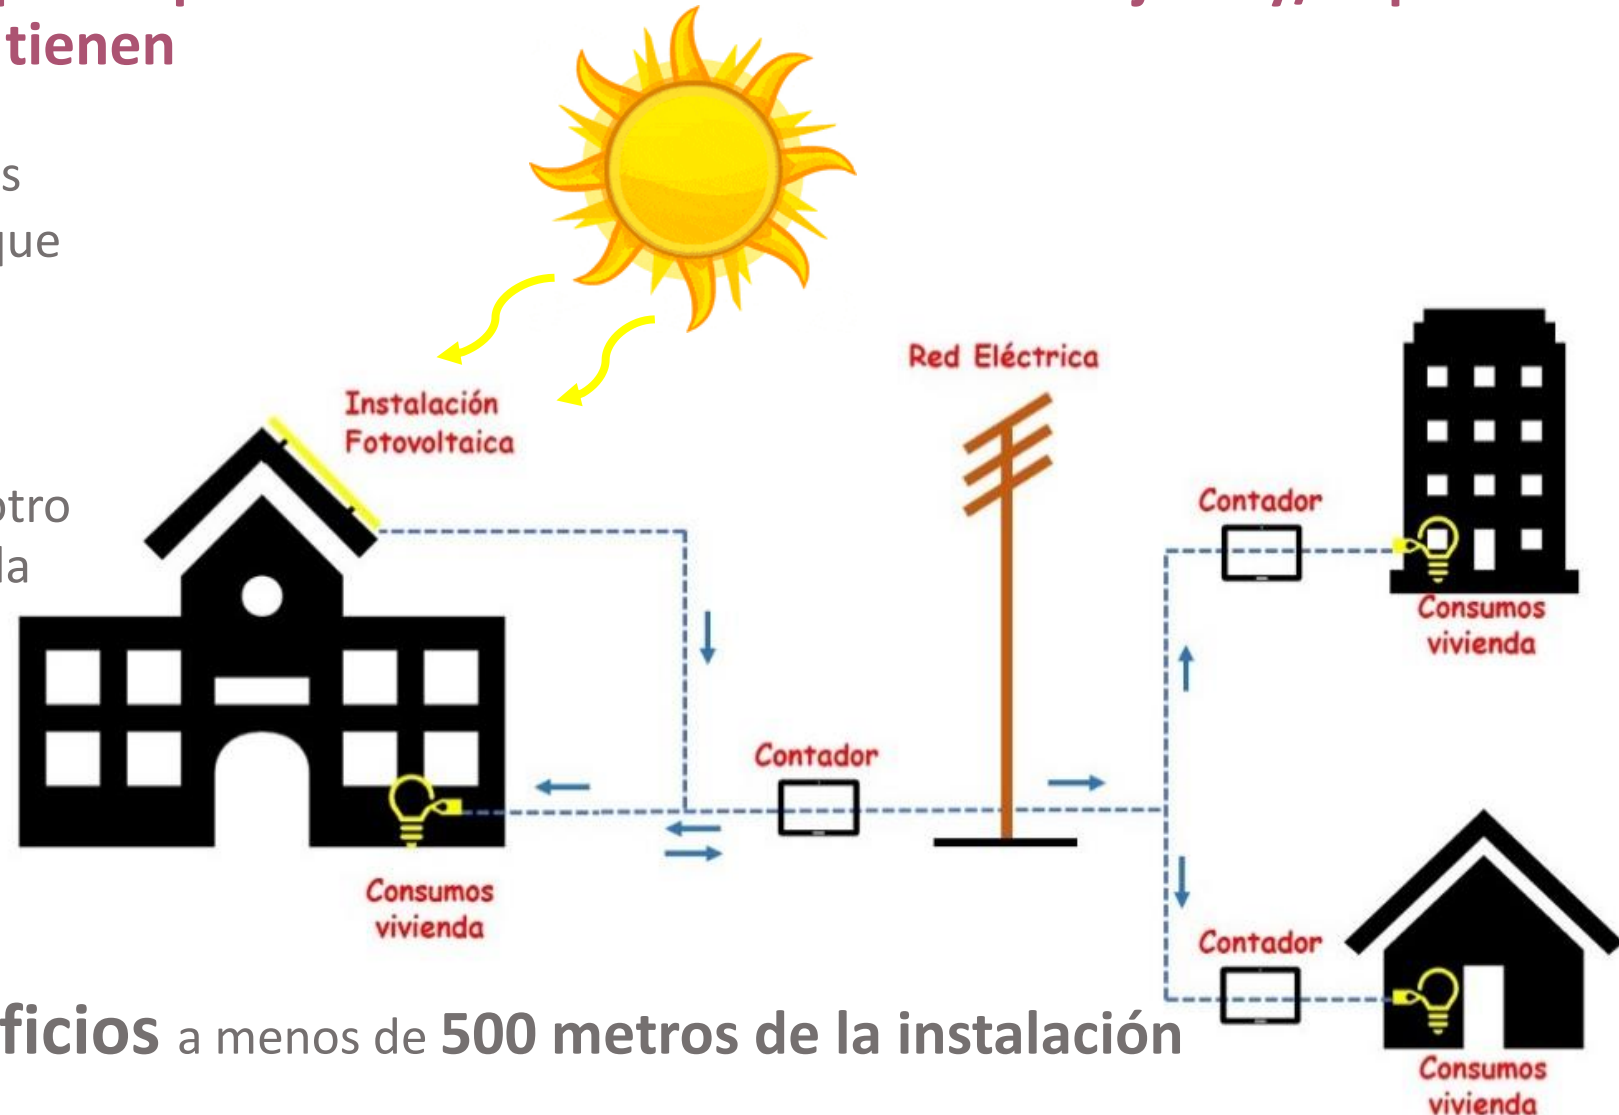 tienen
s
que
otro
da
Instalación
Fotovoltaica
Red Eléctrica
Contador
Consumos
vivienda
Contador
Consumos
vivienda
Contador
Consumos
vivienda
ficios a menos de 500 metros de la instalación